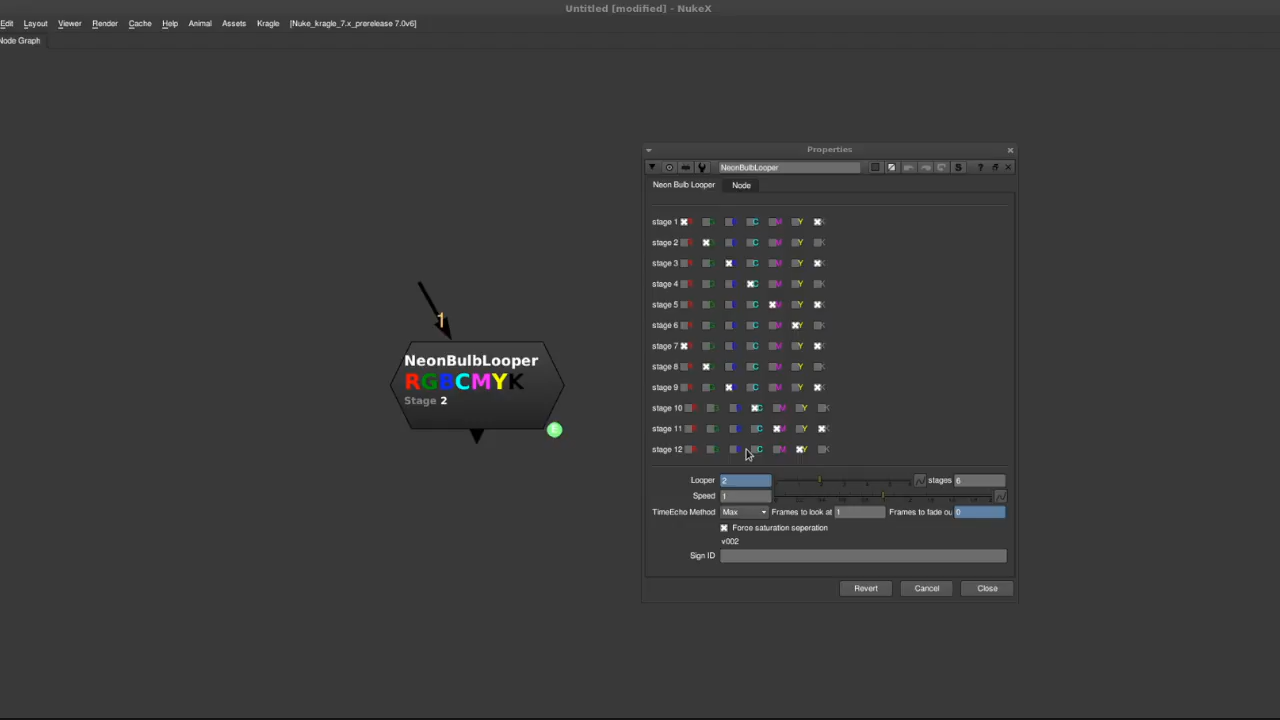 Untitled [modified] - NukeX
Edit Layout Viewer Render Cache Help Animal Assets Kragle [Nuke_kragle_7.x_prerelease 7.0v6]
Node Graph
Properties
NeonBulbLooper
S ?
Neon Bulb Looper Node
stage 1 R G B C M Y K
stage 2 R G B C M Y K
stage 3 R G B C M Y K
stage 4 R G B C M Y K
stage 5 R G B C M Y K
stage 6 R G B C M Y K
stage 7 R G B C M Y K
stage 8 R G B C M Y K
stage 9 R G B C M Y K
stage 10 R G B C M Y K
stage 11 R G B C M Y K
stage 12 R G B C M Y K
1
NeonBulbLooper
RGBCMYK
Stage 2
E
Looper 2 stages 6
Speed 1
TimeEcho Method Max Frames to look at 1 Frames to fade ou 0
Force saturation seperation
v002
Sign ID
Revert Cancel Close